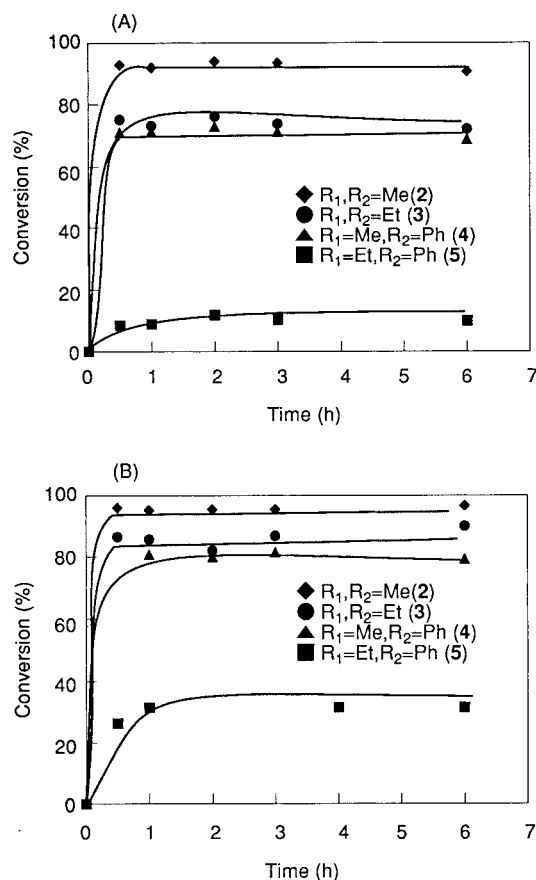 (A)
100
80
60
40
20
0
Conversion (%)
◆ R₁,R₂=Me(2)
● R₁,R₂=Et (3)
▲ R₁=Me,R₂=Ph (4)
■ R₁=Et,R₂=Ph (5)
0 1 2 3 4 5 6 7
Time (h)
(B)
100
80
60
40
20
0
Conversion (%)
◆ R₁,R₂=Me(2)
● R₁,R₂=Et (3)
▲ R₁=Me,R₂=Ph (4)
■ R₁=Et,R₂=Ph (5)
0 1 2 3 4 5 6 7
Time (h)